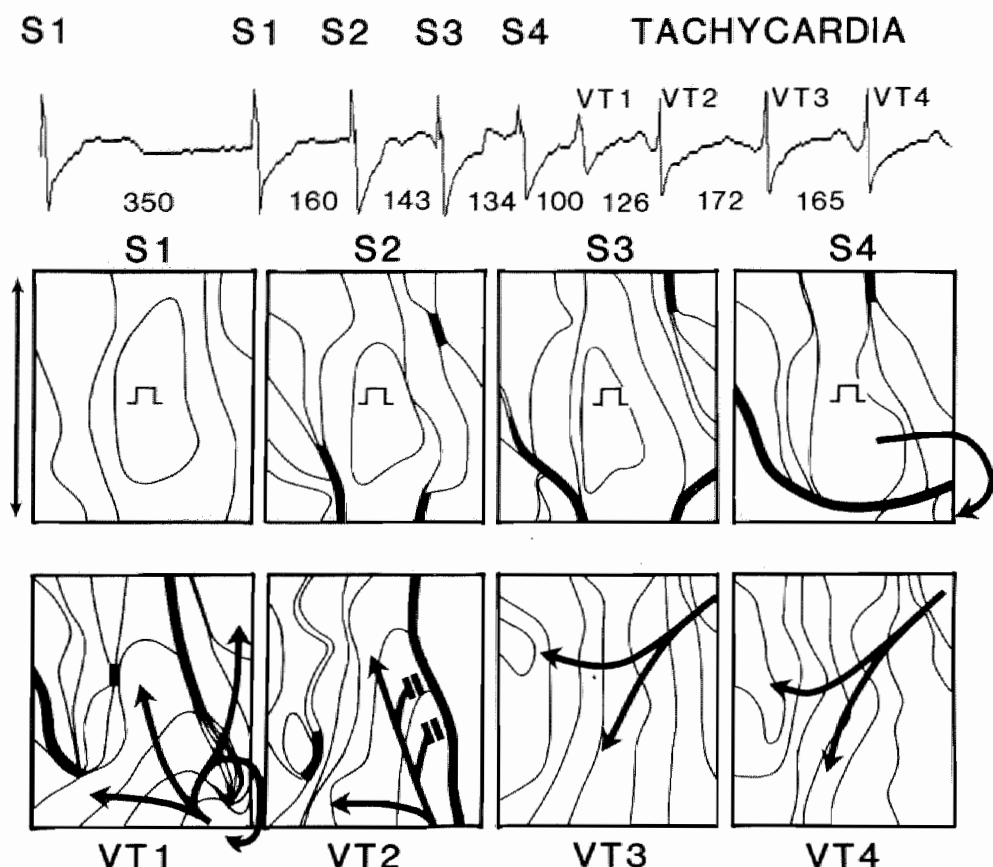 S1 S1 S2 S3 S4 TACHYCARDIA
VT1 VT2 VT3 VT4
350 160 143 134 100 126 172 165
S1 S2 S3 S4
VT1 VT2 VT3 VT4